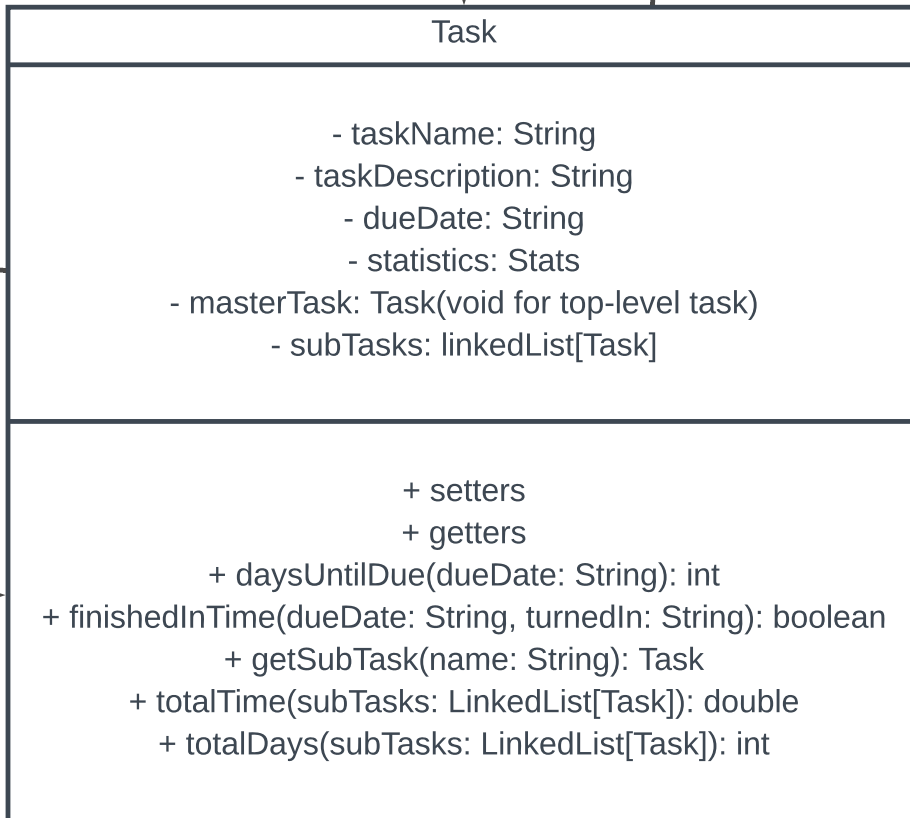 Task
- taskName: String
- taskDescription: String
- dueDate: String
- statistics: Stats
- masterTask: Task(void for top-level task)
- subTasks: linkedList[Task]
+ setters
+ getters
+ daysUntilDue(dueDate: String): int
+ finishedInTime(dueDate: String, turnedIn: String): boolean
+ getSubTask(name: String): Task
+ totalTime(subTasks: LinkedList[Task]): double
+ totalDays(subTasks: LinkedList[Task]): int